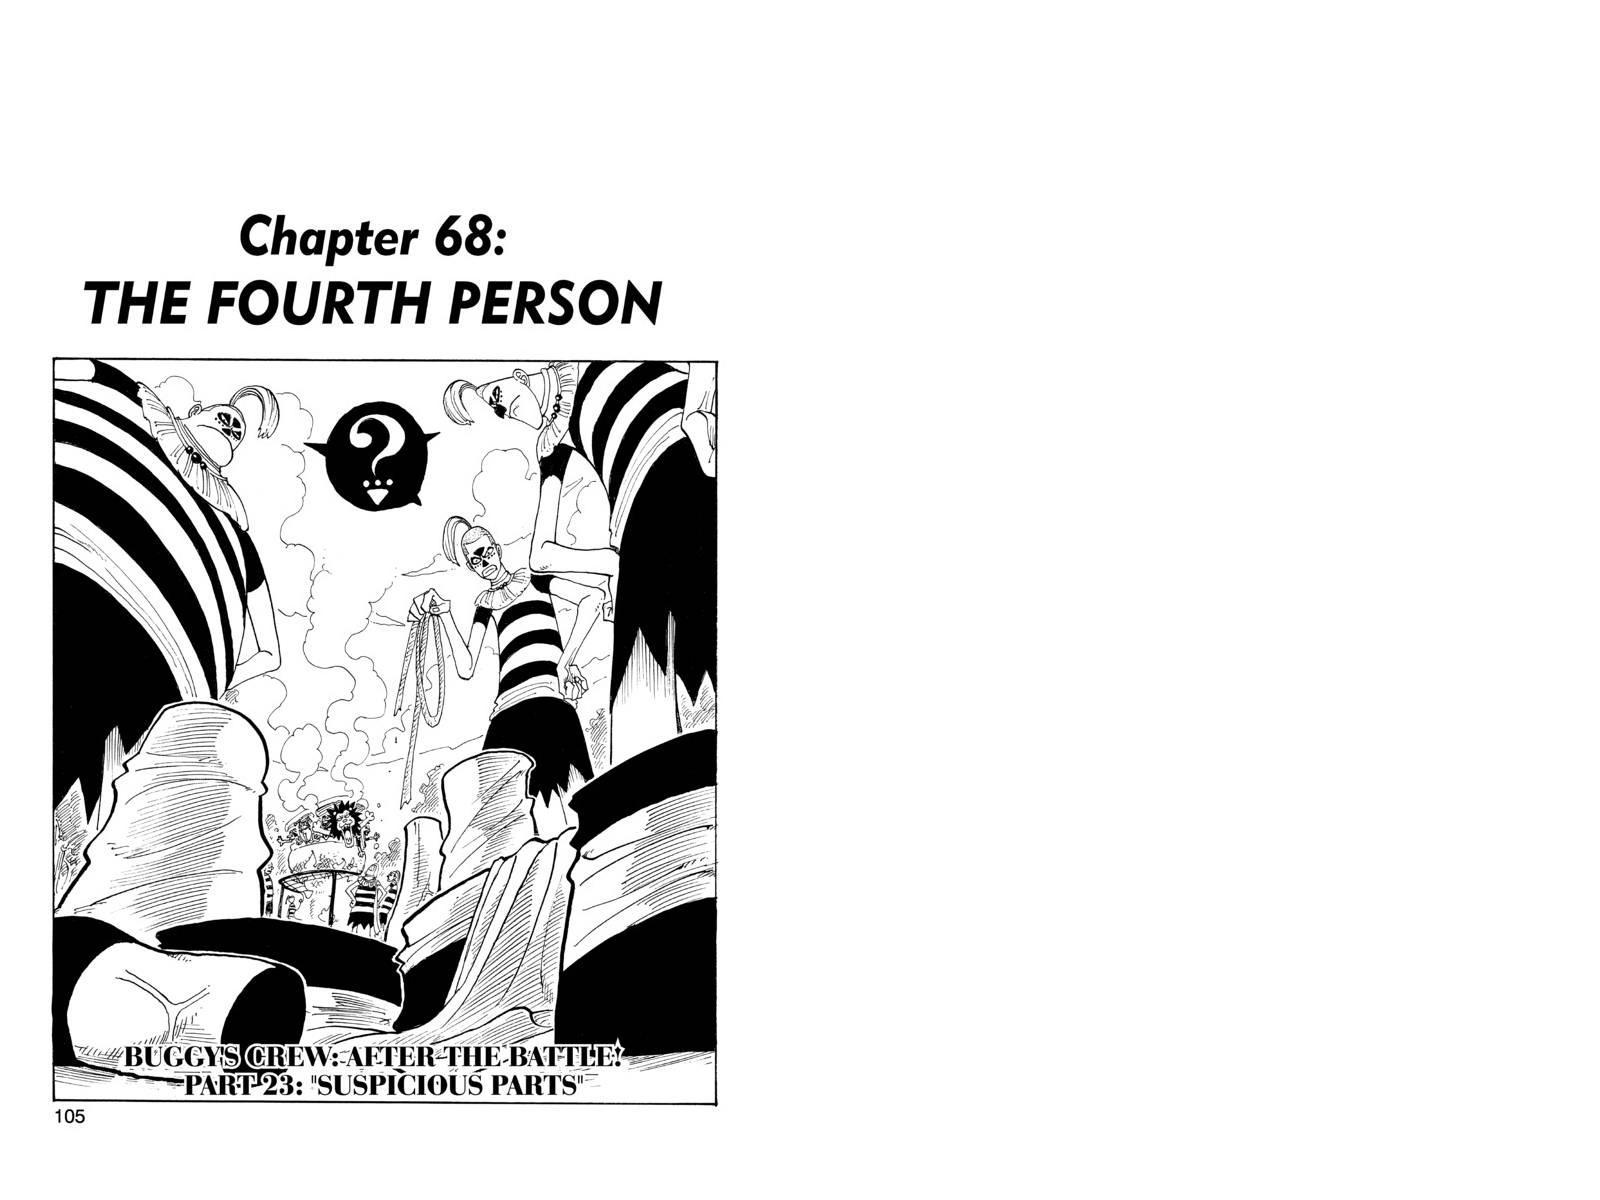 Chapter 68:
THE FOURTH PERSON
?
BUGGY'S CREW: AFTER THE BATTLE!
PART 23: "SUSPICIOUS PARTS"
105